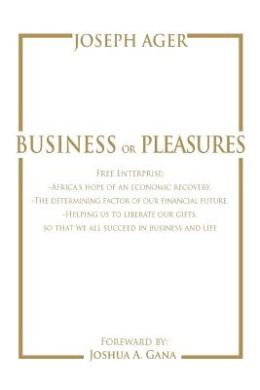 JOSEPH AGER
BUSINESS OR PLEASURES
FREE ENTERPRISE;
-AFRICA'S HOPE OF AN ECONOMIC RECOVERY.
-THE DETERMINING FACTOR OF OUR FINANCIAL FUTURE.
-HELPING US TO LIBERATE OUR GIFTS,
SO THAT WE ALL SUCCEED IN BUSINESS AND LIFE
FOREWARD BY:
JOSHUA A. GANA